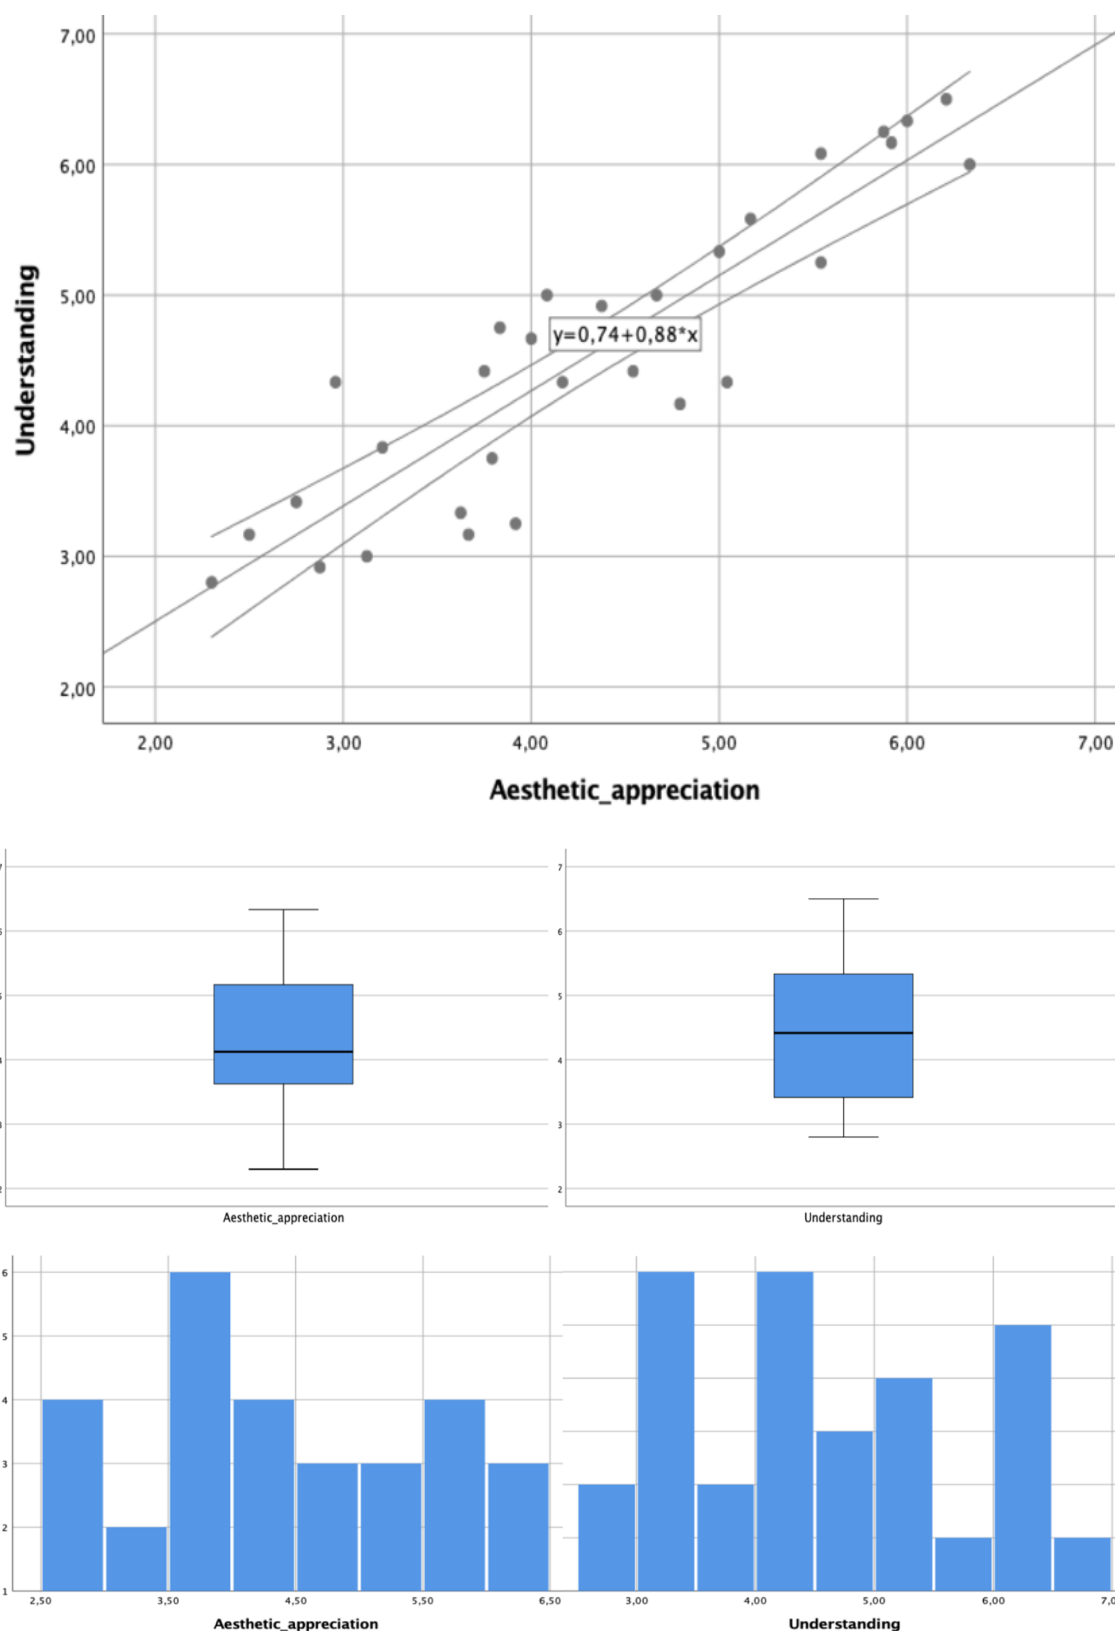 7,00
6,00
5,00
4,00
3,00
2,00
Understanding
y=0,74+0,88*x
2,00 3,00 4,00 5,00 6,00 7,00
Aesthetic_appreciation
7
6
5
4
3
2
Aesthetic_appreciation
Understanding
6
5
4
3
2
1
2,50 3,50 4,50 5,50 6,50
3,00 4,00 5,00 6,00 7,0
Aesthetic_appreciation
Understanding